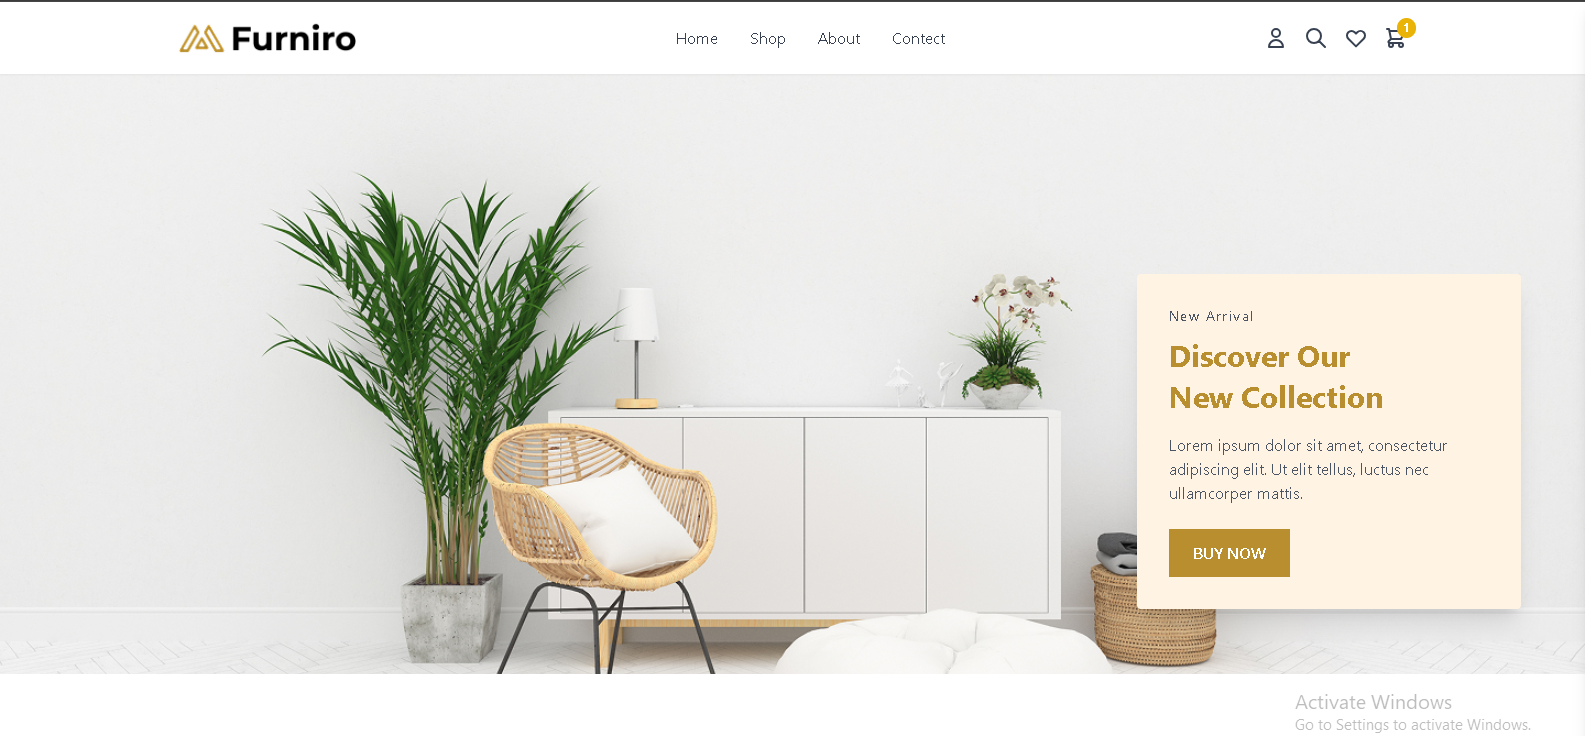 Furniro
Home Shop About Contect
1
New Arrival
Discover Our
New Collection
Lorem ipsum dolor sit amet, consectetur
adipiscing elit. Ut elit tellus, luctus nec
ullamcorper mattis.
BUY NOW
Activate Windows
Go to Settings to activate Windows.